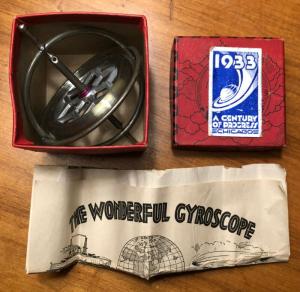 1933
A CENTURY
OF PROGRESS
CHICAGO
THE WONDERFUL GYROSCOPE